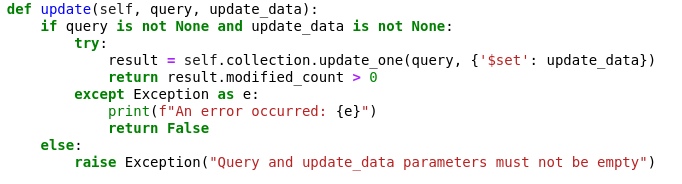 def update(self, query, update_data):
    if query is not None and update_data is not None:
        try:
            result = self.collection.update_one(query, {'$set': update_data})
            return result.modified_count > 0
        except Exception as e:
            print(f"An error occurred: {e}")
            return False
    else:
        raise Exception("Query and update_data parameters must not be empty")